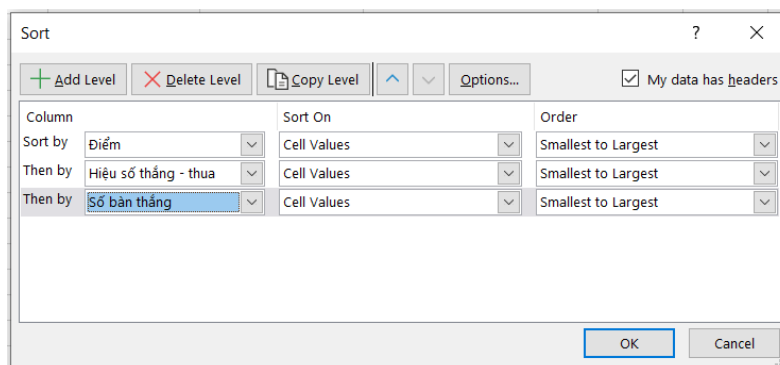 Sort ?
Add Level Delete Level Copy Level Options... My data has headers
Column Sort On Order
Sort by Điểm Cell Values Smallest to Largest
Then by Hiệu số thắng - thua Cell Values Smallest to Largest
Then by Số bàn thắng Cell Values Smallest to Largest
OK Cancel